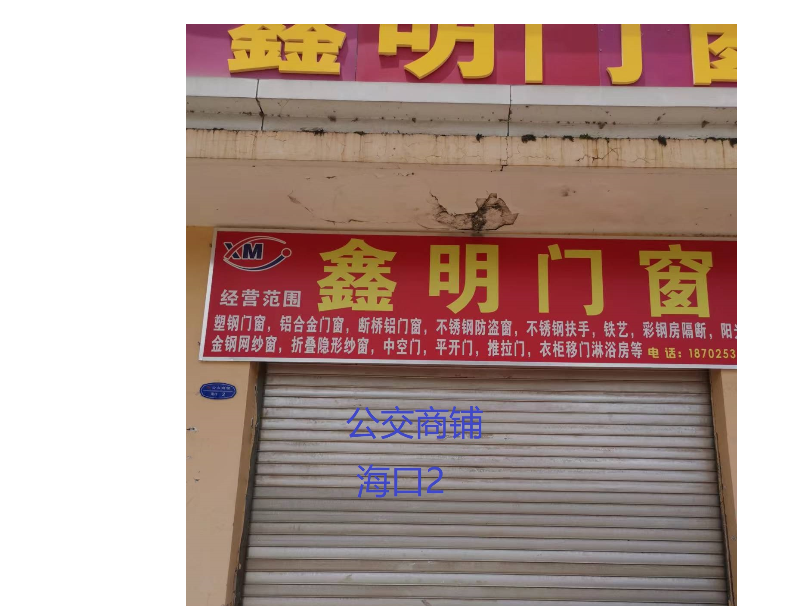 鑫明门窗
XM
鑫明门窗
经营范围
塑钢门窗，铝合金门窗，断桥铝门窗，不锈钢防盗窗，不锈钢扶手，铁艺，彩钢房隔断，阳
金钢网纱窗，折叠隐形纱窗，中空门，平开门，推拉门，衣柜移门淋浴房等 电话：1870253
公交商铺
海口2